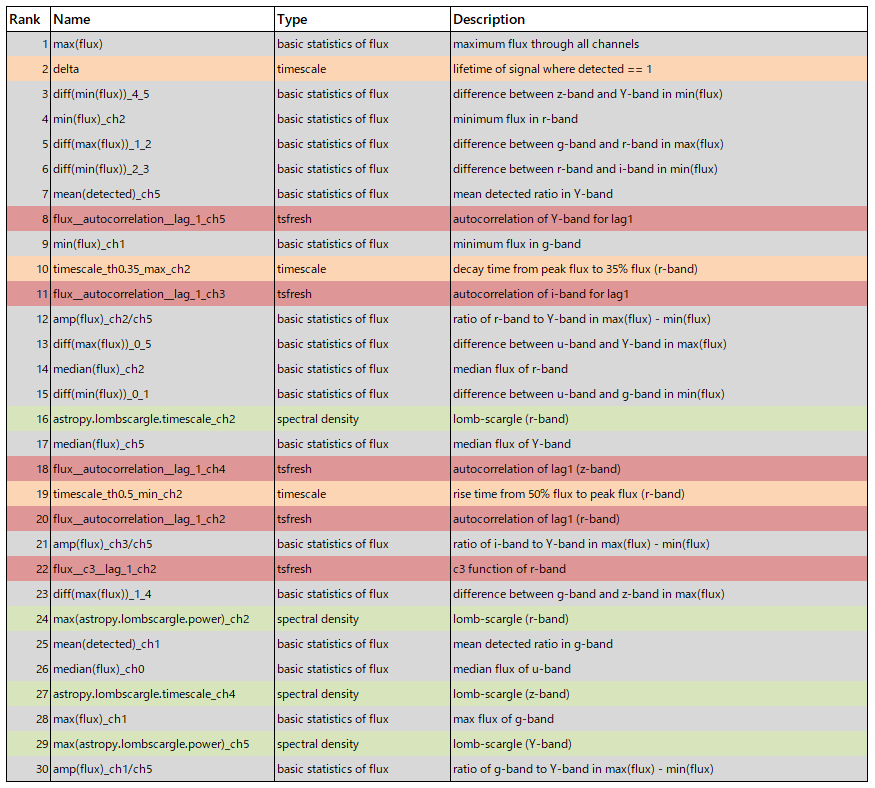 Rank Name Type Description
1 max(flux) basic statistics of flux maximum flux through all channels
2 delta timescale lifetime of signal where detected == 1
3 diff(min(flux))_4_5 basic statistics of flux difference between z-band and Y-band in min(flux)
4 min(flux)_ch2 basic statistics of flux minimum flux in r-band
5 diff(max(flux))_1_2 basic statistics of flux difference between g-band and r-band in max(flux)
6 diff(min(flux))_2_3 basic statistics of flux difference between r-band and i-band in min(flux)
7 mean(detected)_ch5 basic statistics of flux mean detected ratio in Y-band
8 flux__autocorrelation__lag_1_ch5 tsfresh autocorrelation of Y-band for lag1
9 min(flux)_ch1 basic statistics of flux minimum flux in g-band
10 timescale_th0.35_max_ch2 timescale decay time from peak flux to 35% flux (r-band)
11 flux__autocorrelation__lag_1_ch3 tsfresh autocorrelation of i-band for lag1
12 amp(flux)_ch2/ch5 basic statistics of flux ratio of r-band to Y-band in max(flux) - min(flux)
13 diff(max(flux))_0_5 basic statistics of flux difference between u-band and Y-band in max(flux)
14 median(flux)_ch2 basic statistics of flux median flux of r-band
15 diff(min(flux))_0_1 basic statistics of flux difference between u-band and g-band in min(flux)
16 astropy.lombscargle.timescale_ch2 spectral density lomb-scargle (r-band)
17 median(flux)_ch5 basic statistics of flux median flux of Y-band
18 flux__autocorrelation__lag_1_ch4 tsfresh autocorrelation of lag1 (z-band)
19 timescale_th0.5_min_ch2 timescale rise time from 50% flux to peak flux (r-band)
20 flux__autocorrelation__lag_1_ch2 tsfresh autocorrelation of lag1 (r-band)
21 amp(flux)_ch3/ch5 basic statistics of flux ratio of i-band to Y-band in max(flux) - min(flux)
22 flux__c3__lag_1_ch2 tsfresh c3 function of r-band
23 diff(max(flux))_1_4 basic statistics of flux difference between g-band and z-band in max(flux)
24 max(astropy.lombscargle.power)_ch2 spectral density lomb-scargle (r-band)
25 mean(detected)_ch1 basic statistics of flux mean detected ratio in g-band
26 median(flux)_ch0 basic statistics of flux median flux of u-band
27 astropy.lombscargle.timescale_ch4 spectral density lomb-scargle (z-band)
28 max(flux)_ch1 basic statistics of flux max flux of g-band
29 max(astropy.lombscargle.power)_ch5 spectral density lomb-scargle (Y-band)
30 amp(flux)_ch1/ch5 basic statistics of flux ratio of g-band to Y-band in max(flux) - min(flux)